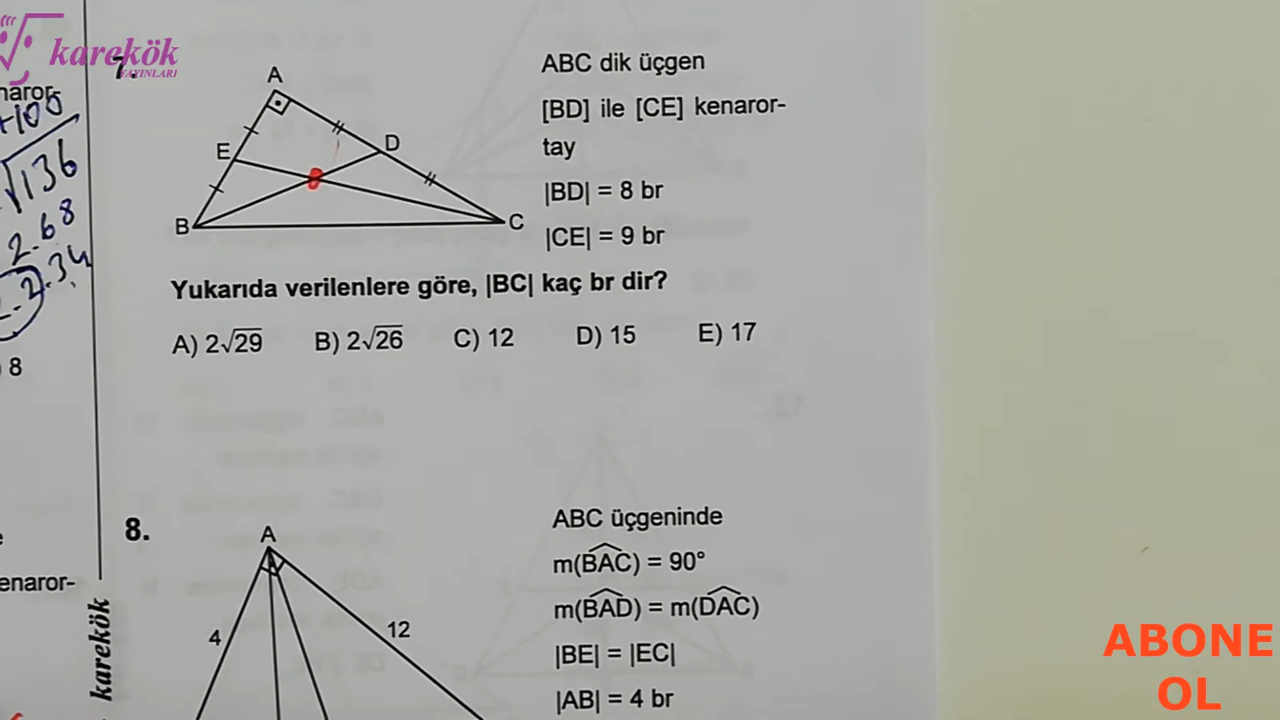 karekök
YAYINLARI
7.
ABC dik üçgen
[BD] ile [CE] kenaror-
tay
|BD| = 8 br
|CE| = 9 br
A
E
D
B
C
Yukarıda verilenlere göre, |BC| kaç br dir?
A) 2√29 B) 2√26 C) 12 D) 15 E) 17
+100
√136
2.68
2.34
8
enaror-
karekök
8.
ABC üçgeninde
m(BAC) = 90°
m(BAD) = m(DAC)
|BE| = |EC|
|AB| = 4 br
A
4
12
ABONE
OL